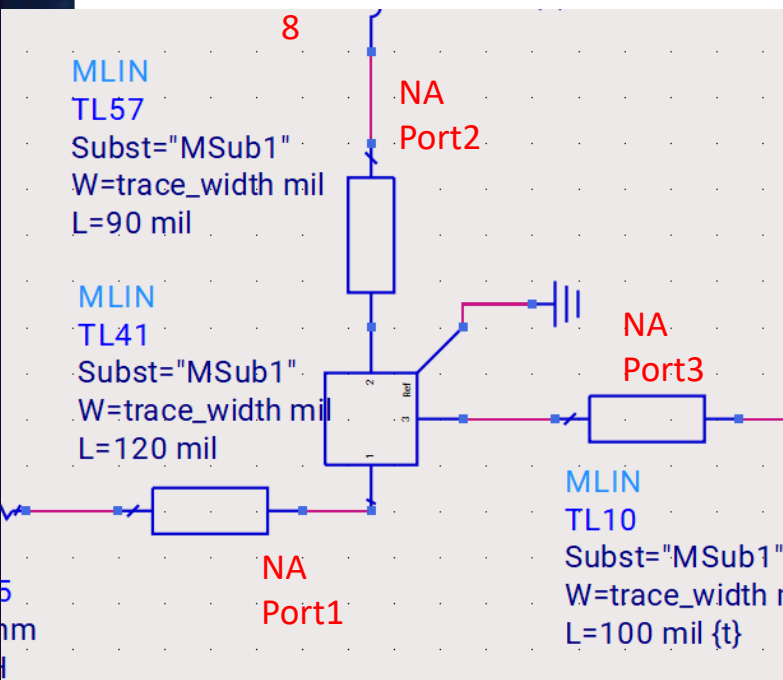 8
MLIN
TL57
Subst="MSub1"
W=trace_width mil
L=90 mil
NA
Port2
MLIN
TL41
Subst="MSub1"
W=trace_width mil
L=120 mil
2
Ref
3
1
NA
Port3
MLIN
TL10
Subst="MSub1"
W=trace_width
L=100 mil {t}
NA
Port1
5